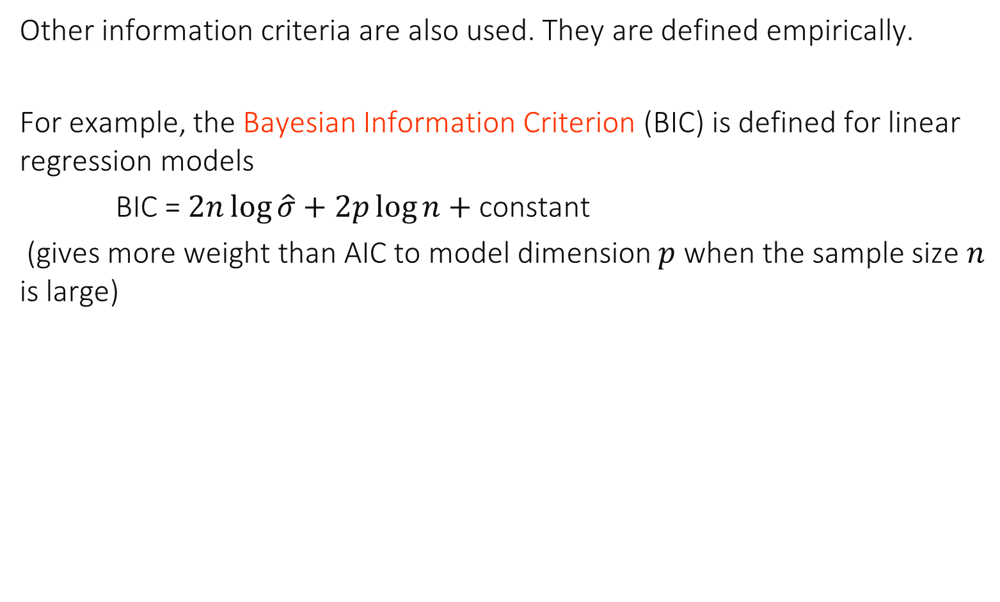 Other information criteria are also used. They are defined empirically.
For example, the Bayesian Information Criterion (BIC) is defined for linear
regression models
BIC = 2n log σ̂ + 2p log n + constant
(gives more weight than AIC to model dimension p when the sample size n
is large)